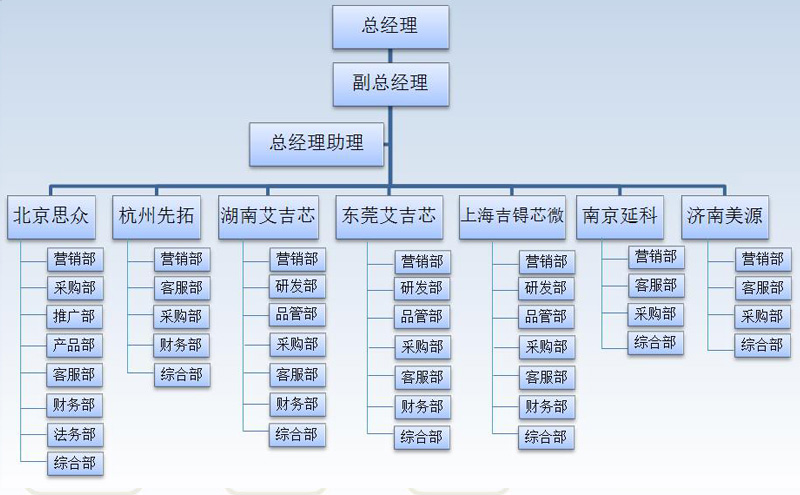 总经理
副总经理
总经理助理
北京思众
营销部
采购部
推广部
产品部
客服部
财务部
法务部
综合部
杭州先拓
营销部
客服部
采购部
财务部
综合部
湖南艾吉芯
营销部
研发部
品管部
采购部
客服部
财务部
综合部
东莞艾吉芯
营销部
研发部
品管部
采购部
客服部
财务部
综合部
上海吉锝芯微
营销部
研发部
品管部
采购部
客服部
财务部
综合部
南京延科
营销部
客服部
采购部
综合部
济南美源
营销部
客服部
采购部
综合部